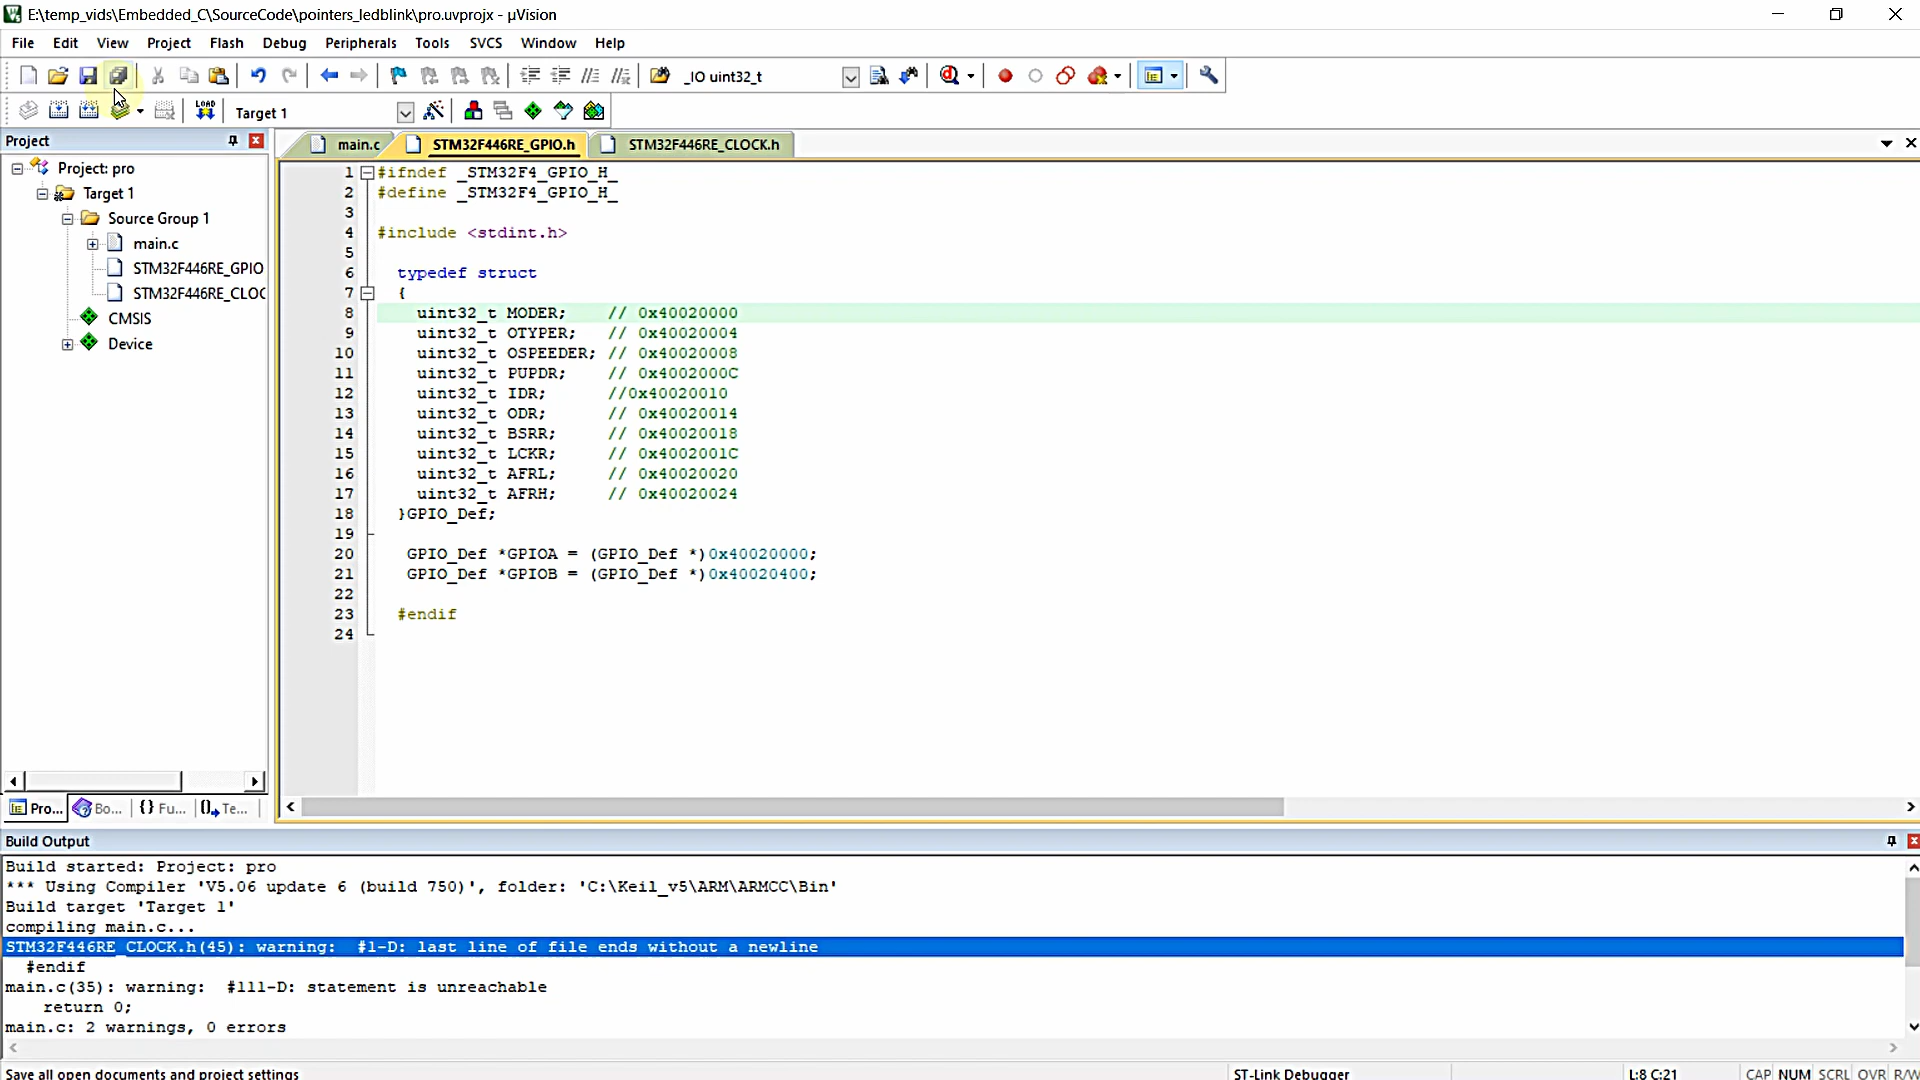 E:\temp_vids\Embedded_C\SourceCode\pointers_ledblink\pro.uvprojx - µVision
File Edit View Project Flash Debug Peripherals Tools SVCS Window Help
_IO uint32_t
LOAD Target 1
Project
main.c STM32F446RE_GPIO.h STM32F446RE_CLOCK.h
Project: pro
Target 1
Source Group 1
main.c
STM32F446RE_GPIO
STM32F446RE_CLOC
CMSIS
Device
1 #ifndef _STM32F4_GPIO_H_
2 #define _STM32F4_GPIO_H_
3
4 #include <stdint.h>
5
6 typedef struct
7 {
8 uint32_t MODER; // 0x40020000
9 uint32_t OTYPER; // 0x40020004
10 uint32_t OSPEEDER; // 0x40020008
11 uint32_t PUPDR; // 0x4002000C
12 uint32_t IDR; //0x40020010
13 uint32_t ODR; // 0x40020014
14 uint32_t BSRR; // 0x40020018
15 uint32_t LCKR; // 0x4002001C
16 uint32_t AFRL; // 0x40020020
17 uint32_t AFRH; // 0x40020024
18 }GPIO_Def;
19
20 GPIO_Def *GPIOA = (GPIO_Def *)0x40020000;
21 GPIO_Def *GPIOB = (GPIO_Def *)0x40020400;
22
23 #endif
24
Pro... Bo... {} Fu... Te...
Build Output
Build started: Project: pro
*** Using Compiler 'V5.06 update 6 (build 750)', folder: 'C:\Keil_v5\ARM\ARMCC\Bin'
Build target 'Target 1'
compiling main.c...
STM32F446RE_CLOCK.h(45): warning: #1-D: last line of file ends without a newline
#endif
main.c(35): warning: #111-D: statement is unreachable
return 0;
main.c: 2 warnings, 0 errors
Save all open documents and project settings ST-Link Debugger L:8 C:21 CAP NUM SCRL OVR R/W